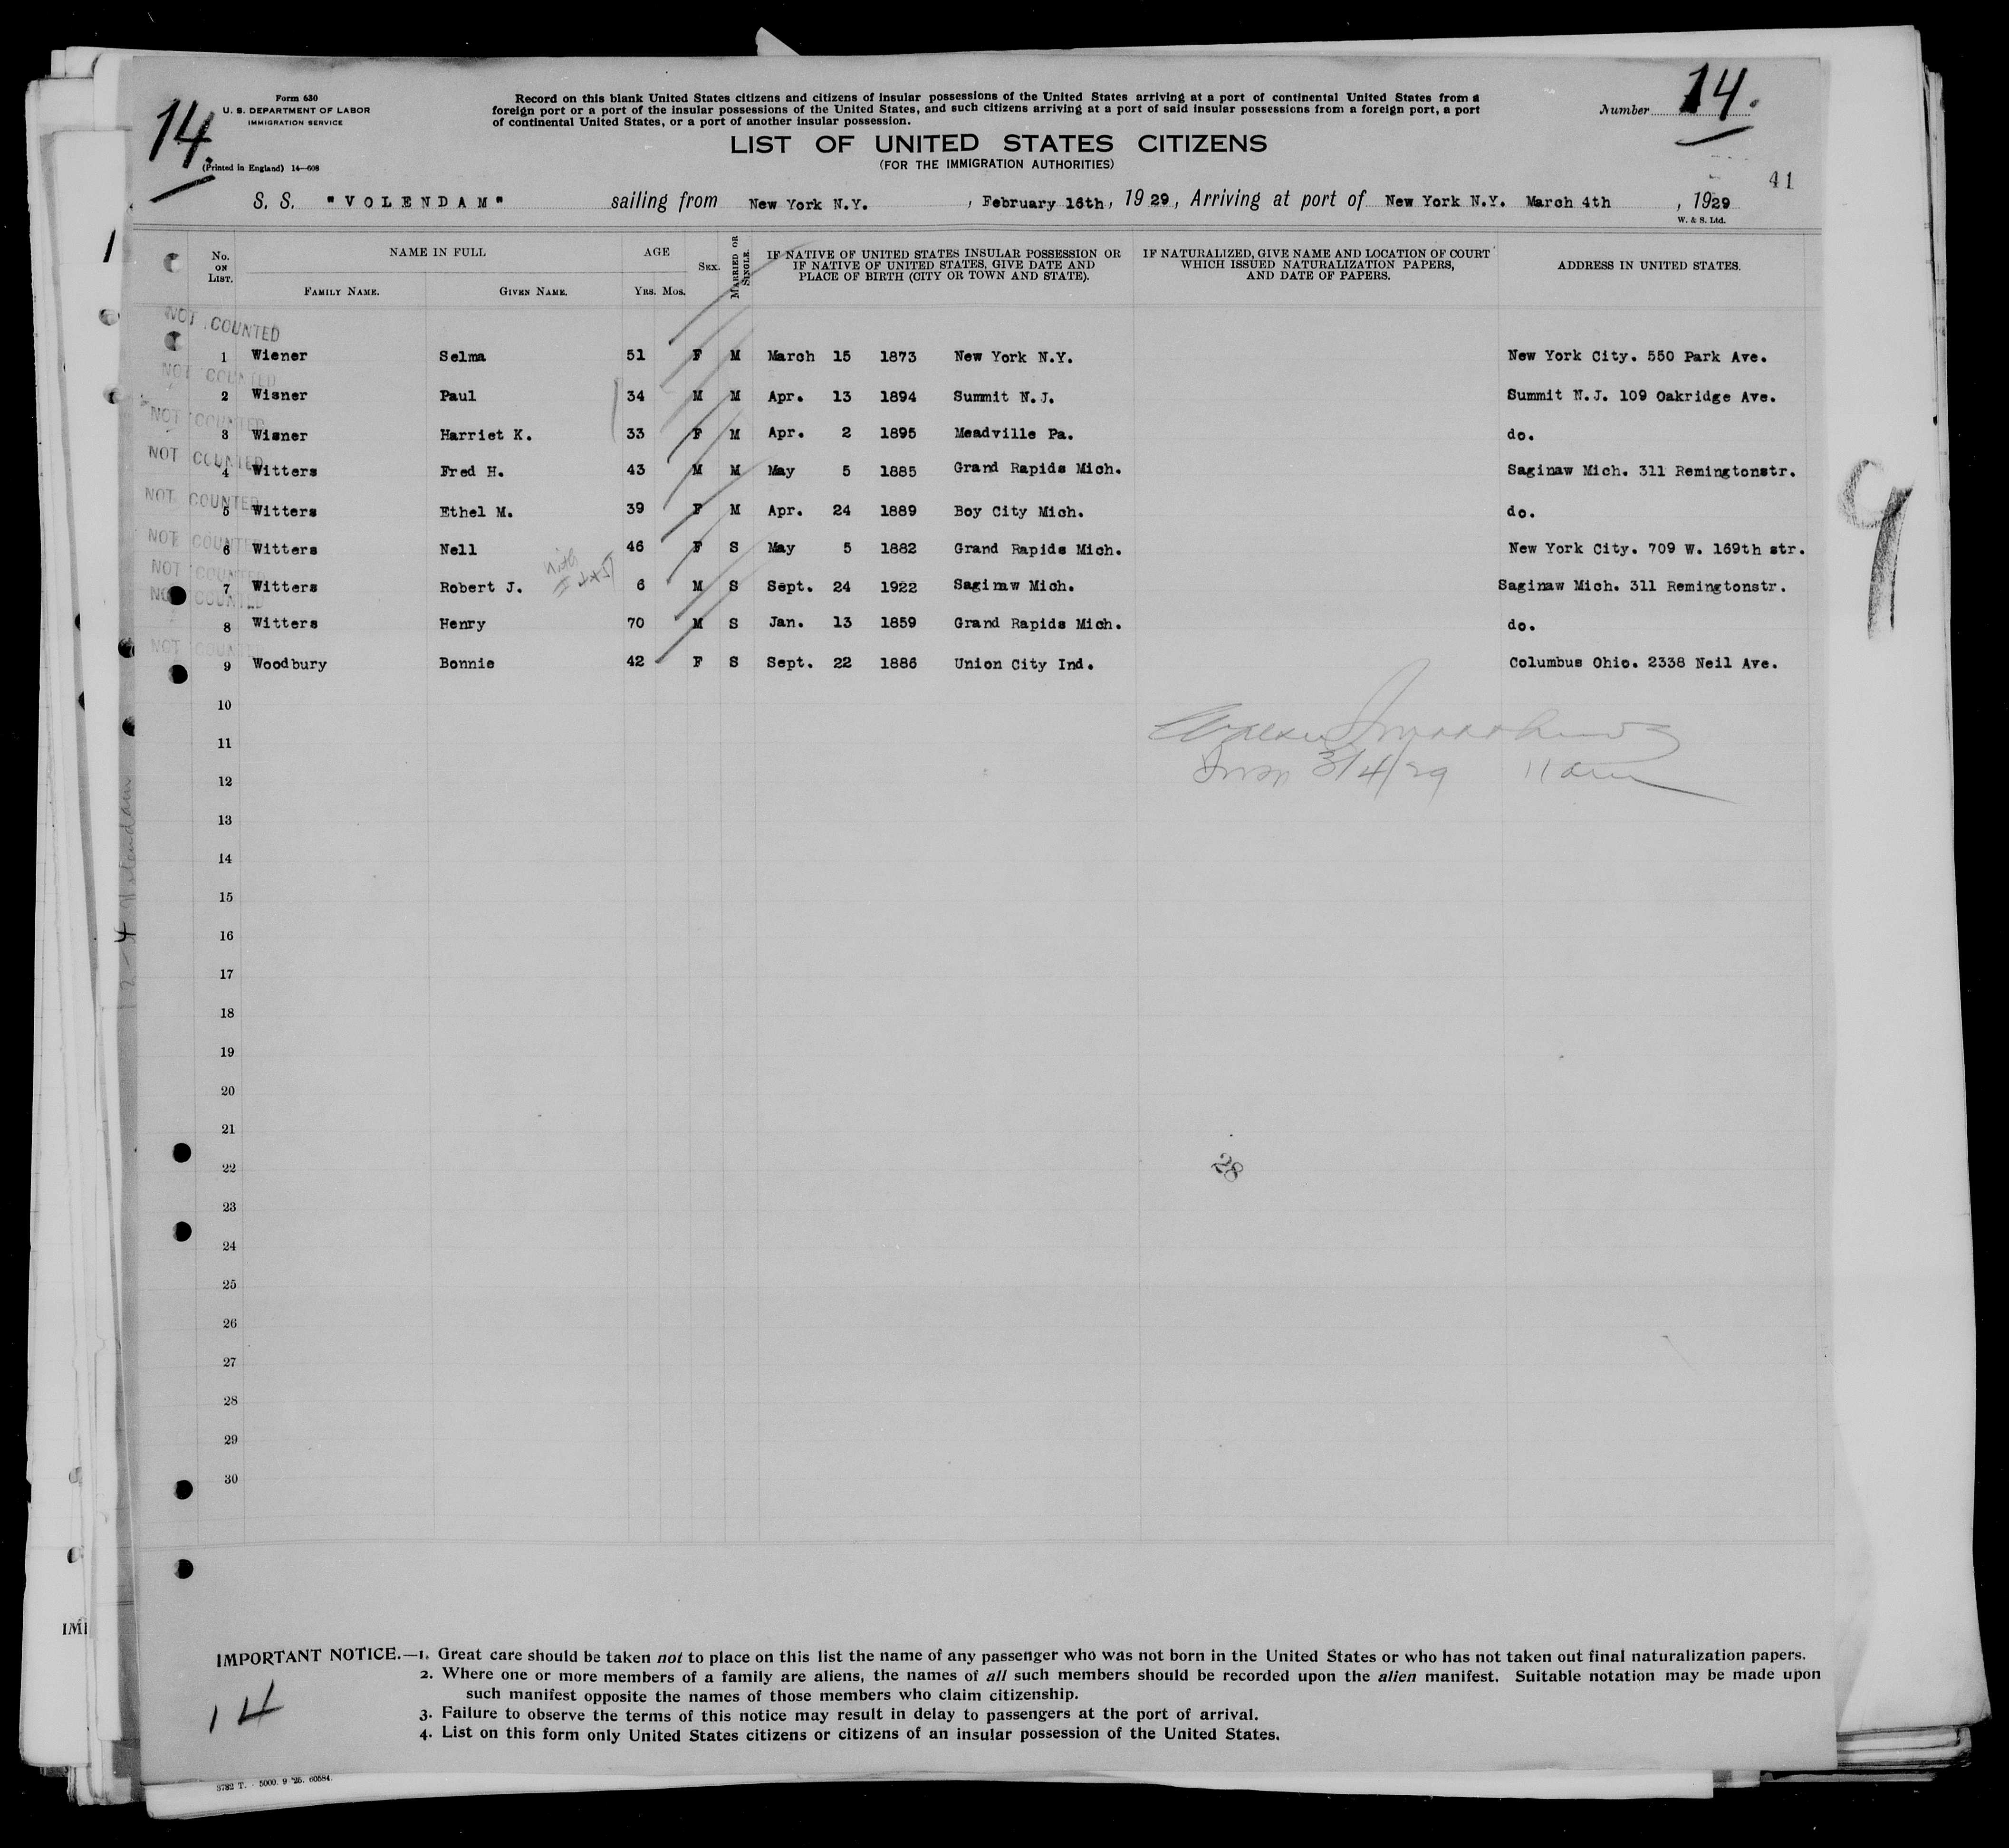 14.
Form 630
U. S. DEPARTMENT OF LABOR
IMMIGRATION SERVICE
(Printed in England) 14—608
Record on this blank United States citizens and citizens of insular possessions of the United States arriving at a port of continental United States from a
foreign port or a port of the insular possessions of the United States, and such citizens arriving at a port of said insular possessions from a foreign port, a port
of continental United States, or a port of another insular possession.
Number 14.
LIST OF UNITED STATES CITIZENS
(FOR THE IMMIGRATION AUTHORITIES)
41
S. S. "VOLENDAM" sailing from New York N.Y., February 16th, 1929, Arriving at port of New York N.Y. March 4th, 1929
W. & S. Ltd.
No. ON LIST. NAME IN FULL FAMILY NAME. GIVEN NAME. AGE YRS. MOS. SEX. MARRIED OR SINGLE. IF NATIVE OF UNITED STATES INSULAR POSSESSION OR IF NATIVE OF UNITED STATES, GIVE DATE AND PLACE OF BIRTH (CITY OR TOWN AND STATE). IF NATURALIZED, GIVE NAME AND LOCATION OF COURT WHICH ISSUED NATURALIZATION PAPERS, AND DATE OF PAPERS. ADDRESS IN UNITED STATES.
NOT COUNTED
1 Wiener Selma 51 F M March 15 1873 New York N.Y. New York City. 550 Park Ave.
NOT COUNTED
2 Wisner Paul 34 M M Apr. 13 1894 Summit N.J. Summit N.J. 109 Oakridge Ave.
NOT COUNTED
3 Wisner Harriet K. 33 F M Apr. 2 1895 Meadville Pa. do.
NOT COUNTED
4 Witters Fred H. 43 M M May 5 1885 Grand Rapids Mich. Saginaw Mich. 311 Remingtonstr.
NOT COUNTED
5 Witters Ethel M. 39 F M Apr. 24 1889 Boy City Mich. do.
NOT COUNTED
6 Witters Nell 46 F S May 5 1882 Grand Rapids Mich. New York City. 709 W. 169th str.
NOT COUNTED
7 Witters Robert J. with 6 M S Sept. 24 1922 Saginaw Mich. Saginaw Mich. 311 Remingtonstr.
NOT COUNTED
8 Witters Henry 70 M S Jan. 13 1859 Grand Rapids Mich. do.
NOT COUNTED
9 Woodbury Bonnie 42 F S Sept. 22 1886 Union City Ind. Columbus Ohio. 2338 Neil Ave.
10
11
12 3/4/29 11 am
13
14
15
16
17
18
19
20
21
22 28
23
24
25
26
27
28
29
30
IMPORTANT NOTICE.—1. Great care should be taken not to place on this list the name of any passenger who was not born in the United States or who has not taken out final naturalization papers.
2. Where one or more members of a family are aliens, the names of all such members should be recorded upon the alien manifest. Suitable notation may be made upon
such manifest opposite the names of those members who claim citizenship.
3. Failure to observe the terms of this notice may result in delay to passengers at the port of arrival.
4. List on this form only United States citizens or citizens of an insular possession of the United States.
14
3782 T. 5000. 9 '26. 60584.